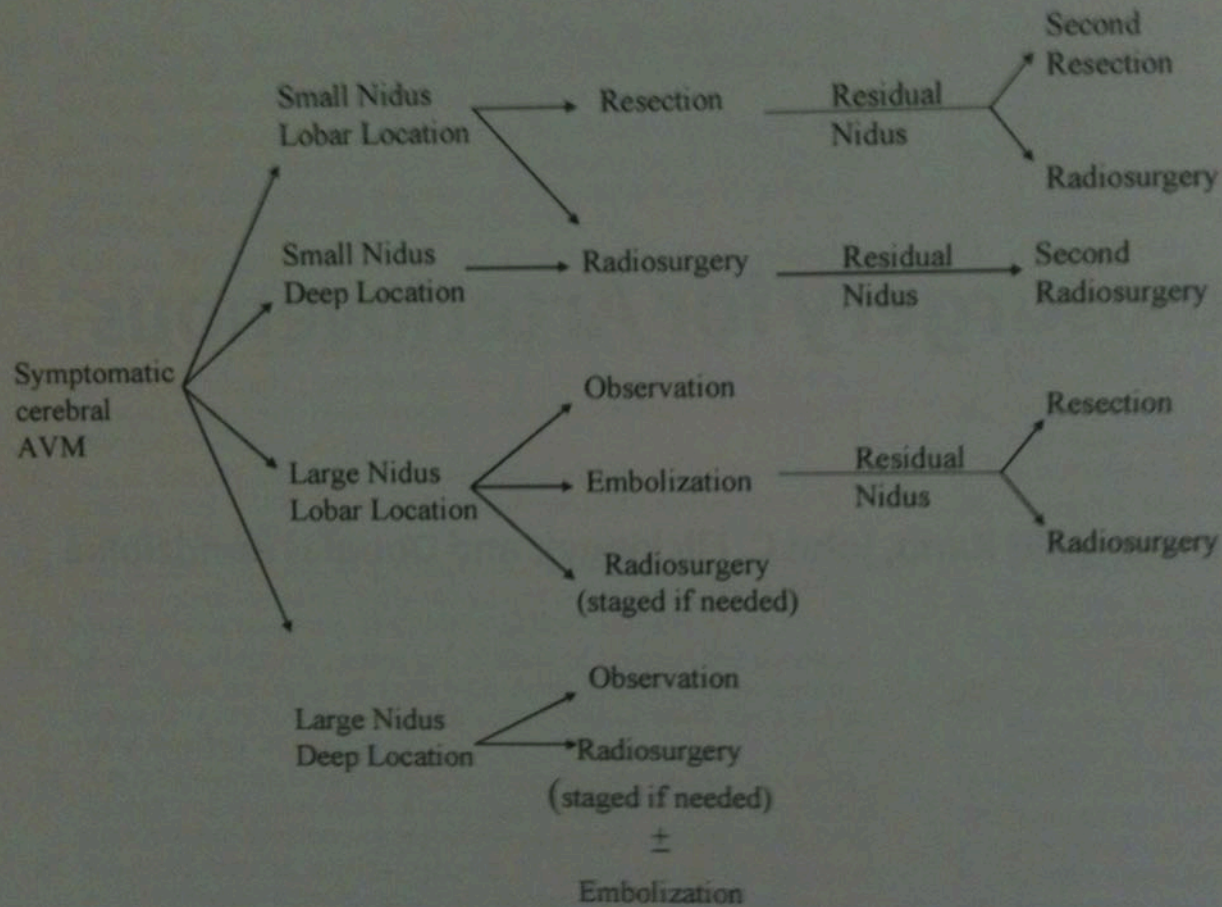 Second
Resection
Small Nidus
Lobar Location
Resection
Residual
Nidus
Radiosurgery
Small Nidus
Deep Location
Radiosurgery
Residual
Nidus
Second
Radiosurgery
Symptomatic
cerebral
AVM
Observation
Large Nidus
Lobar Location
Embolization
Residual
Nidus
Resection
Radiosurgery
Radiosurgery
(staged if needed)
Large Nidus
Deep Location
Observation
Radiosurgery
(staged if needed)
±
Embolization